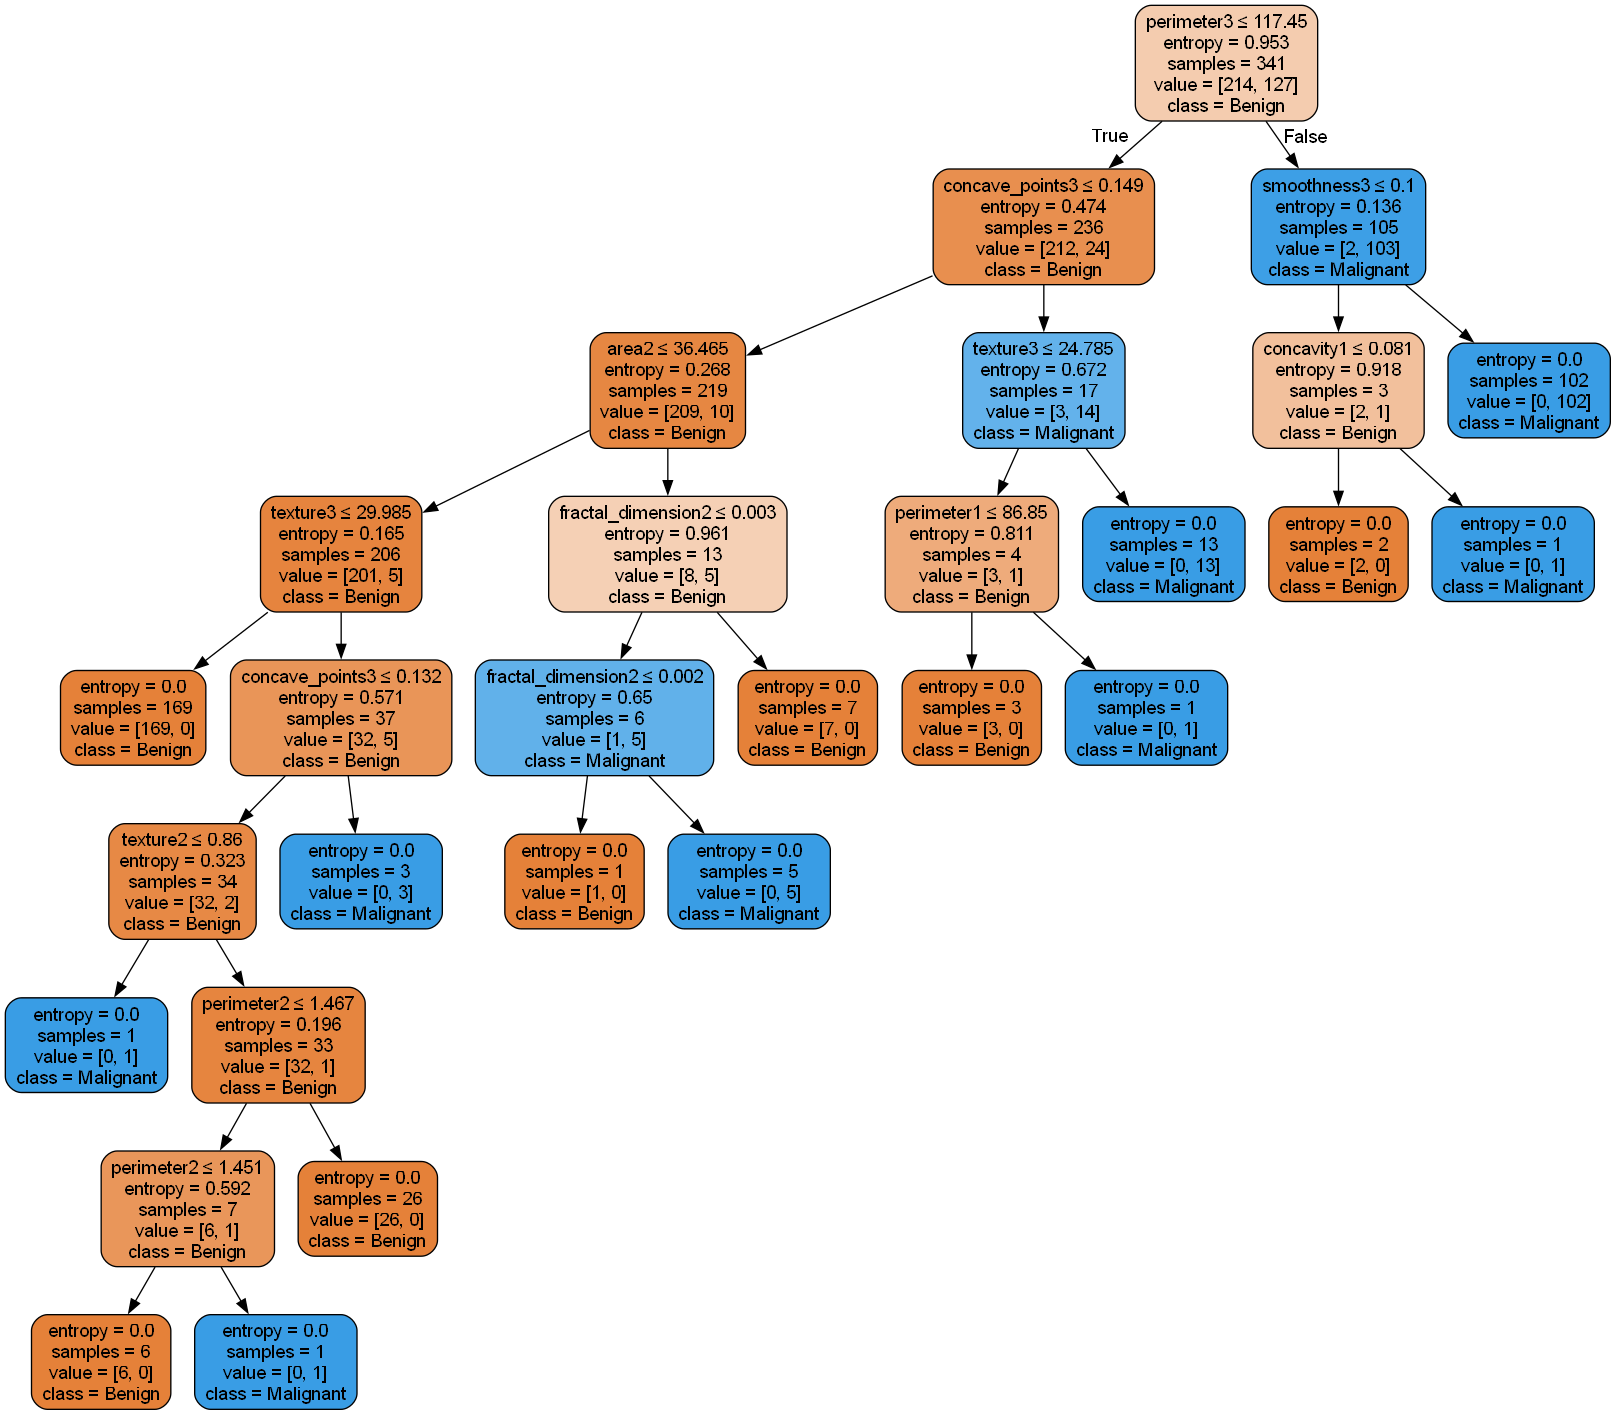 perimeter3 ≤ 117.45
entropy = 0.953
samples = 341
value = [214, 127]
class = Benign
True
False
concave_points3 ≤ 0.149
entropy = 0.474
samples = 236
value = [212, 24]
class = Benign
smoothness3 ≤ 0.1
entropy = 0.136
samples = 105
value = [2, 103]
class = Malignant
area2 ≤ 36.465
entropy = 0.268
samples = 219
value = [209, 10]
class = Benign
texture3 ≤ 24.785
entropy = 0.672
samples = 17
value = [3, 14]
class = Malignant
concavity1 ≤ 0.081
entropy = 0.918
samples = 3
value = [2, 1]
class = Benign
entropy = 0.0
samples = 102
value = [0, 102]
class = Malignant
texture3 ≤ 29.985
entropy = 0.165
samples = 206
value = [201, 5]
class = Benign
fractal_dimension2 ≤ 0.003
entropy = 0.961
samples = 13
value = [8, 5]
class = Benign
perimeter1 ≤ 86.85
entropy = 0.811
samples = 4
value = [3, 1]
class = Benign
entropy = 0.0
samples = 13
value = [0, 13]
class = Malignant
entropy = 0.0
samples = 2
value = [2, 0]
class = Benign
entropy = 0.0
samples = 1
value = [0, 1]
class = Malignant
entropy = 0.0
samples = 169
value = [169, 0]
class = Benign
concave_points3 ≤ 0.132
entropy = 0.571
samples = 37
value = [32, 5]
class = Benign
fractal_dimension2 ≤ 0.002
entropy = 0.65
samples = 6
value = [1, 5]
class = Malignant
entropy = 0.0
samples = 7
value = [7, 0]
class = Benign
entropy = 0.0
samples = 3
value = [3, 0]
class = Benign
entropy = 0.0
samples = 1
value = [0, 1]
class = Malignant
texture2 ≤ 0.86
entropy = 0.323
samples = 34
value = [32, 2]
class = Benign
entropy = 0.0
samples = 3
value = [0, 3]
class = Malignant
entropy = 0.0
samples = 1
value = [1, 0]
class = Benign
entropy = 0.0
samples = 5
value = [0, 5]
class = Malignant
entropy = 0.0
samples = 1
value = [0, 1]
class = Malignant
perimeter2 ≤ 1.467
entropy = 0.196
samples = 33
value = [32, 1]
class = Benign
perimeter2 ≤ 1.451
entropy = 0.592
samples = 7
value = [6, 1]
class = Benign
entropy = 0.0
samples = 26
value = [26, 0]
class = Benign
entropy = 0.0
samples = 6
value = [6, 0]
class = Benign
entropy = 0.0
samples = 1
value = [0, 1]
class = Malignant